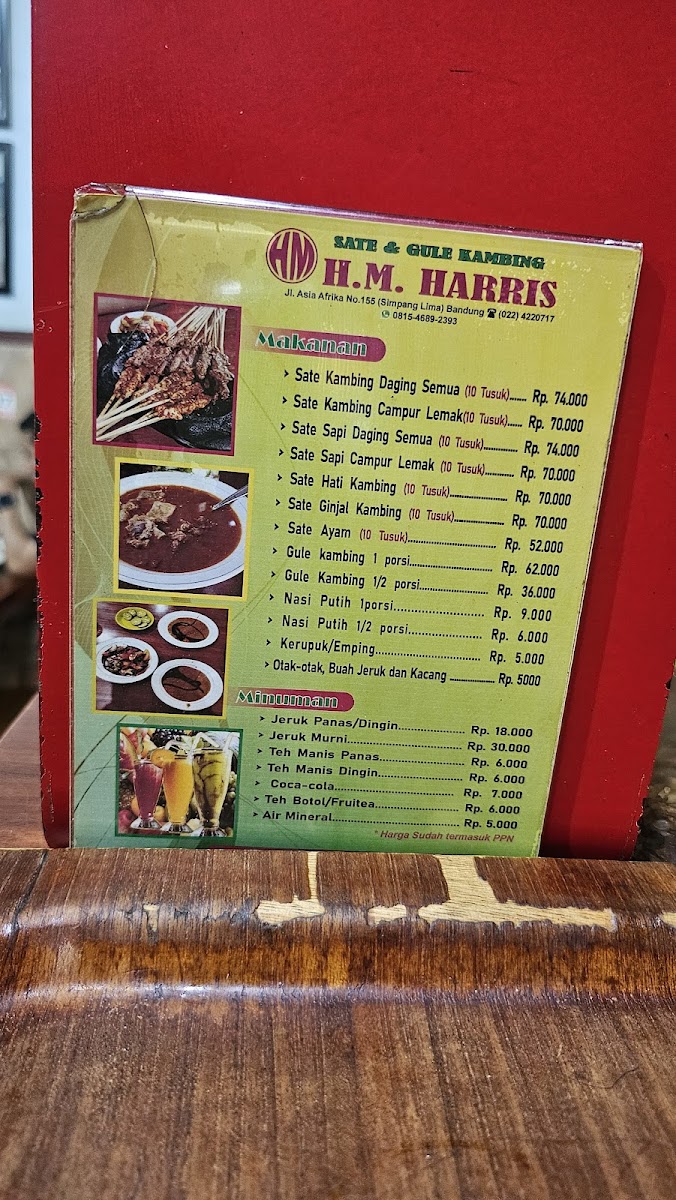 HM
SATE & GULE KAMBING
H.M. HARRIS
Jl. Asia Afrika No.155 (Simpang Lima) Bandung ☎ (022) 4220717
0815-4689-2393
Makanan
Sate Kambing Daging Semua (10 Tusuk)...... Rp. 74.000
Sate Kambing Campur Lemak(10 Tusuk)...... Rp. 70.000
Sate Sapi Daging Semua (10 Tusuk)............. Rp. 74.000
Sate Sapi Campur Lemak (10 Tusuk)........... Rp. 70.000
Sate Hati Kambing (10 Tusuk)...................... Rp. 70.000
Sate Ginjal Kambing (10 Tusuk)................... Rp. 70.000
Sate Ayam (10 Tusuk)................................. Rp. 52.000
Gule kambing 1 porsi............................... Rp. 62.000
Gule Kambing 1/2 porsi.......................... Rp. 36.000
Nasi Putih 1porsi........................ Rp. 9.000
Nasi Putih 1/2 porsi.................... Rp. 6.000
Kerupuk/Emping........................... Rp. 5.000
Otak-otak, Buah Jeruk dan Kacang ................ Rp. 5000
Minuman
Jeruk Panas/Dingin................ Rp. 18.000
Jeruk Murni............................ Rp. 30.000
Teh Manis Panas..................... Rp. 6.000
Teh Manis Dingin..................... Rp. 6.000
Coca-cola.............................. Rp. 7.000
Teh Botol/Fruitea..................... Rp. 6.000
Air Mineral............................... Rp. 5.000
* Harga Sudah termasuk PPN